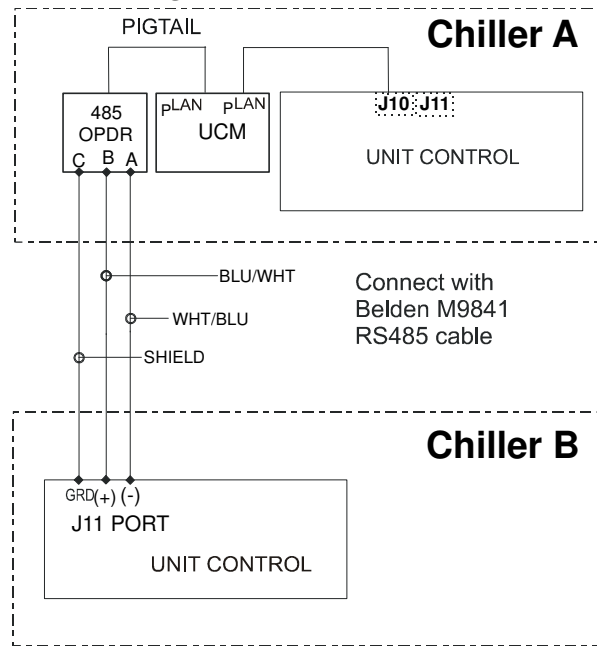 PIGTAIL
Chiller A
485
OPDR
C B A
pLAN pLAN
UCM
J10 J11
UNIT CONTROL
BLU/WHT
WHT/BLU
SHIELD
Connect with
Belden M9841
RS485 cable
Chiller B
GRD(+) (-)
J11 PORT
UNIT CONTROL